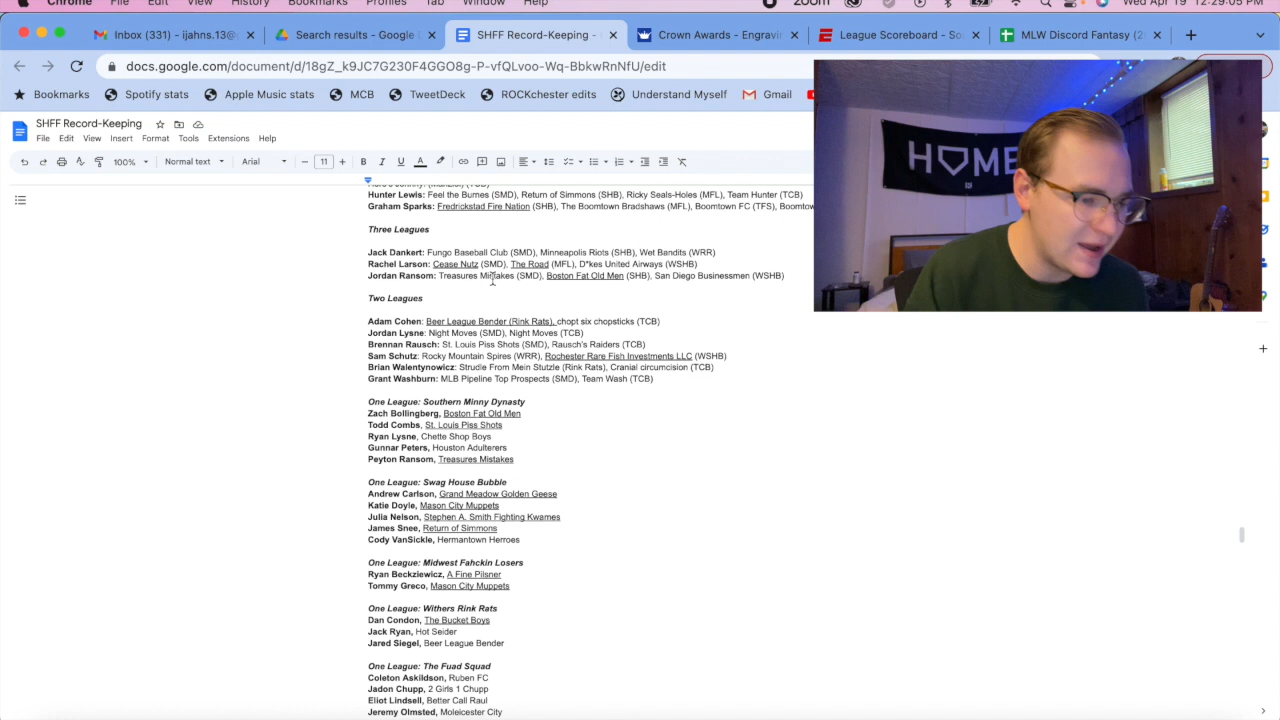 Chrome File Edit View History Bookmarks Profiles Tab Window Help zoom Wed Apr 19 12:29:05 PM
Inbox (331) - ijahns.13@g
Search results - Google
SHFF Record-Keeping -
Crown Awards - Engravin
League Scoreboard - So
MLW Discord Fantasy (2
docs.google.com/document/d/18gZ_k9JC7G230F4GGO8g-P-vfQLvoo-Wq-BbkwRnNfU/edit
Bookmarks Spotify stats Apple Music stats MCB TweetDeck ROCKchester edits Understand Myself Gmail
SHFF Record-Keeping
File Edit View Insert Format Tools Extensions Help
100% Normal text Arial 11 B I U A
Hunter Lewis: Feel the Burnes (SMD), Return of Simmons (SHB), Ricky Seals-Holes (MFL), Team Hunter (TCB)
Graham Sparks: Fredrickstad Fire Nation (SHB), The Boomtown Bradshaws (MFL), Boomtown FC (TFS), Boomtow
Three Leagues
Jack Dankert: Fungo Baseball Club (SMD), Minneapolis Riots (SHB), Wet Bandits (WRR)
Rachel Larson: Cease Nutz (SMD), The Road (MFL), D*kes United Airways (WSHB)
Jordan Ransom: Treasures Mistakes (SMD), Boston Fat Old Men (SHB), San Diego Businessmen (WSHB)
Two Leagues
Adam Cohen: Beer League Bender (Rink Rats), chopt six chopsticks (TCB)
Jordan Lysne: Night Moves (SMD), Night Moves (TCB)
Brennan Rausch: St. Louis Piss Shots (SMD), Rausch's Raiders (TCB)
Sam Schutz: Rocky Mountain Spires (WRR), Rochester Rare Fish Investments LLC (WSHB)
Brian Walentynowicz: Strudle From Mein Stutzle (Rink Rats), Cranial circumcision (TCB)
Grant Washburn: MLB Pipeline Top Prospects (SMD), Team Wash (TCB)
One League: Southern Minny Dynasty
Zach Bollingberg, Boston Fat Old Men
Todd Combs, St. Louis Piss Shots
Ryan Lysne, Chette Shop Boys
Gunnar Peters, Houston Adulterers
Peyton Ransom, Treasures Mistakes
One League: Swag House Bubble
Andrew Carlson, Grand Meadow Golden Geese
Katie Doyle, Mason City Muppets
Julia Nelson, Stephen A. Smith Fighting Kwames
James Snee, Return of Simmons
Cody VanSickle, Hermantown Herroes
One League: Midwest Fahckin Losers
Ryan Beckziewicz, A Fine Pilsner
Tommy Greco, Mason City Muppets
One League: Withers Rink Rats
Dan Condon, The Bucket Boys
Jack Ryan, Hot Seider
Jared Siegel, Beer League Bender
One League: The Fuad Squad
Coleton Askildson, Ruben FC
Jadon Chupp, 2 Girls 1 Chupp
Eliot Lindsell, Better Call Raul
Jeremy Olmsted, Moleicester City
HOME